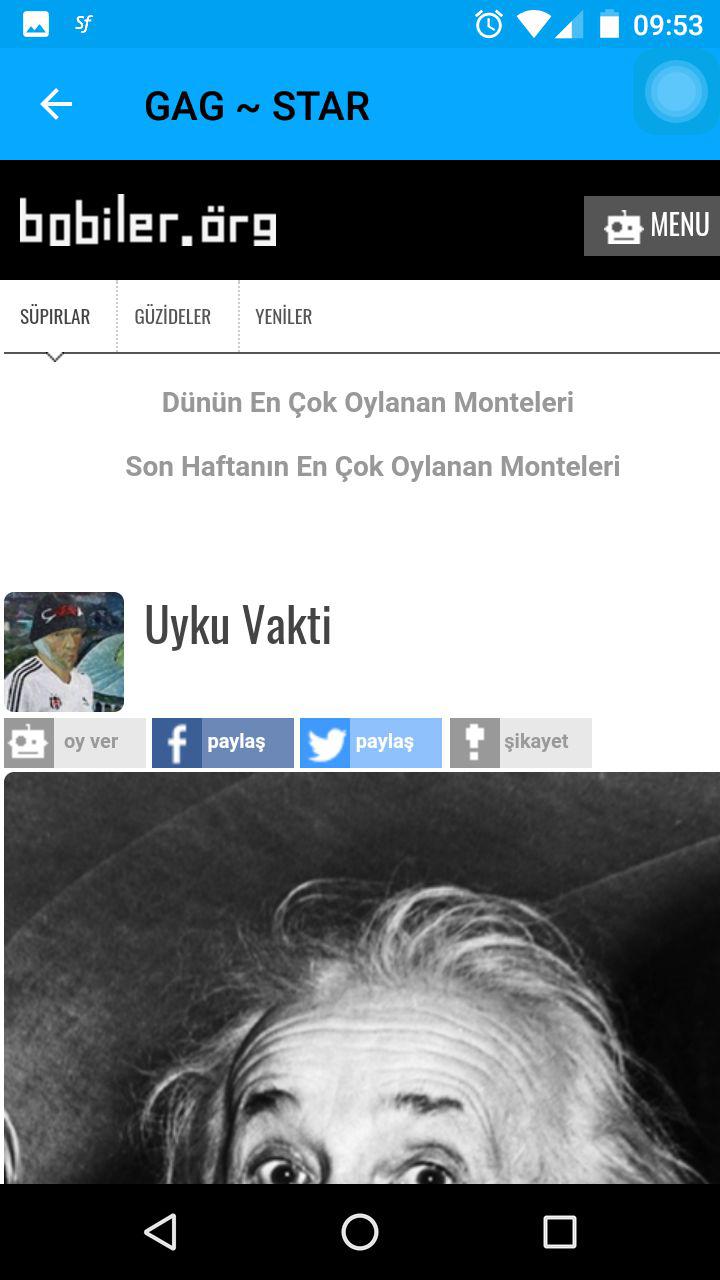 Sf
09:53
GAG ~ STAR
bobiler.örg
MENU
SÜPIRLAR
GÜZİDELER
YENİLER
Dünün En Çok Oylanan Monteleri
Son Haftanın En Çok Oylanan Monteleri
Uyku Vakti
oy ver
paylaş
paylaş
şikayet